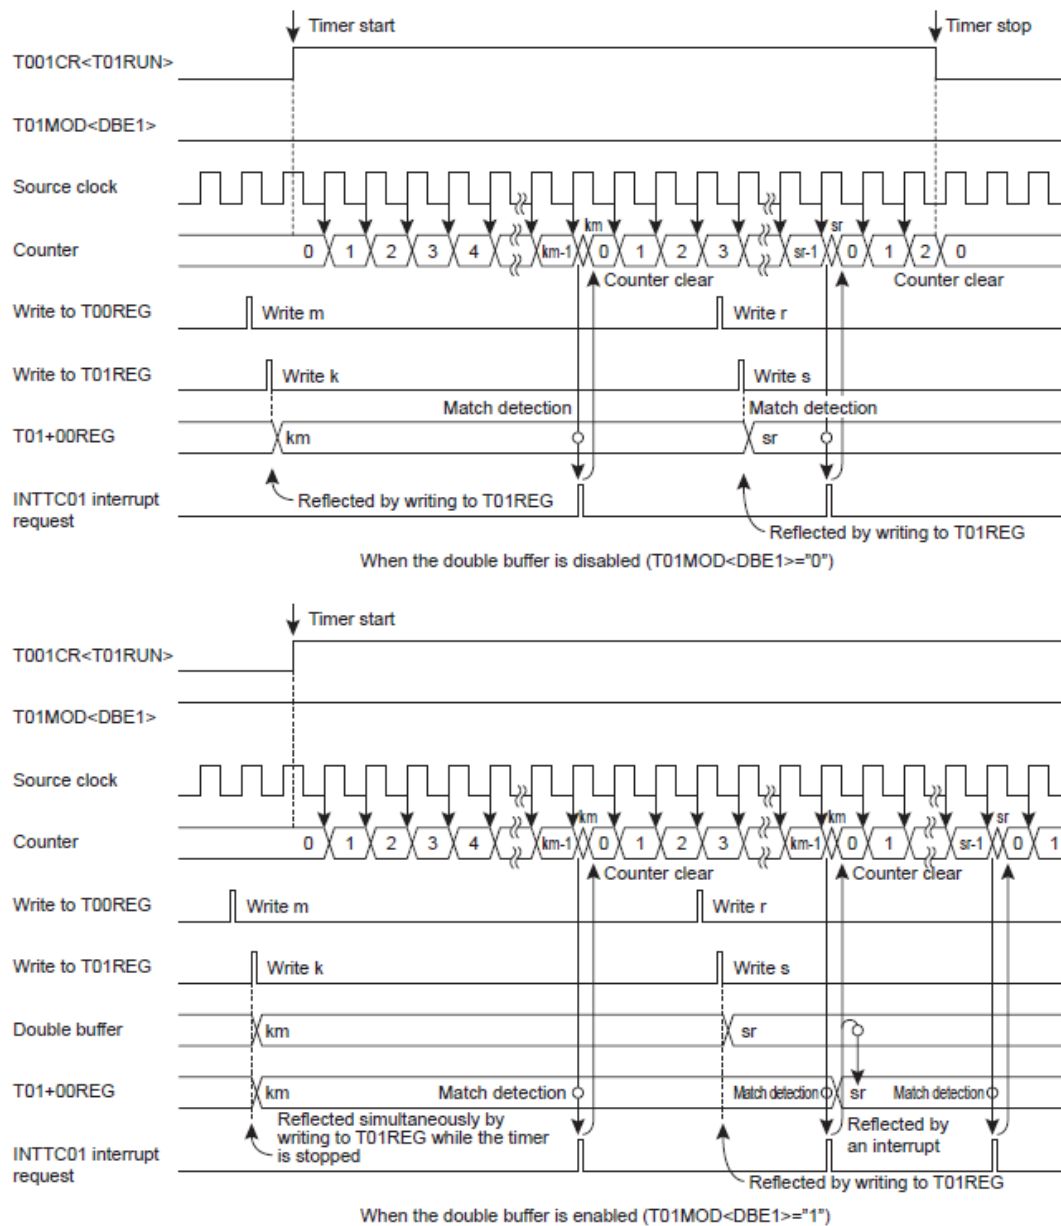 Timer start
Timer stop
T001CR<T01RUN>
T01MOD<DBE1>
Source clock
km
sr
Counter
0 1 2 3 4 km-1 0 1 2 3 sr-1 0 1 2 0
Counter clear
Counter clear
Write to T00REG
Write m
Write r
Write to T01REG
Write k
Write s
Match detection
Match detection
T01+00REG
km
sr
Reflected by writing to T01REG
INTTC01 interrupt
request
Reflected by writing to T01REG
When the double buffer is disabled (T01MOD<DBE1>="0")
Timer start
T001CR<T01RUN>
T01MOD<DBE1>
Source clock
km
km
sr
Counter
0 1 2 3 4 km-1 0 1 2 3 km-1 0 1 sr-1 0 1
Counter clear
Counter clear
Write to T00REG
Write m
Write r
Write to T01REG
Write k
Write s
Double buffer
km
sr
T01+00REG
km
Match detection
Match detection
sr
Match detection
Reflected simultaneously by
writing to T01REG while the timer
is stopped
Reflected by
an interrupt
INTTC01 interrupt
request
Reflected by writing to T01REG
When the double buffer is enabled (T01MOD<DBE1>="1")